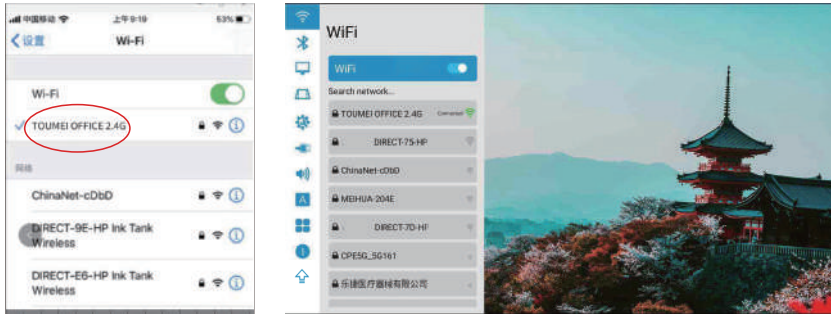 中国移动
上午9:19
53%
设置
Wi-Fi
Wi-Fi
TOUMEI OFFICE 2.4G
网络
ChinaNet-cDbD
DIRECT-9E-HP Ink Tank
Wireless
DIRECT-E6-HP Ink Tank
Wireless
WiFi
WiFi
Search network...
TOUMEI OFFICE 2.4G Connected
DIRECT-75-HP
ChinaNet-cDbD
MEIHUA-204E
DIRECT-7D-HF
CPE5G_5G161
乐捷医疗器械有限公司
A